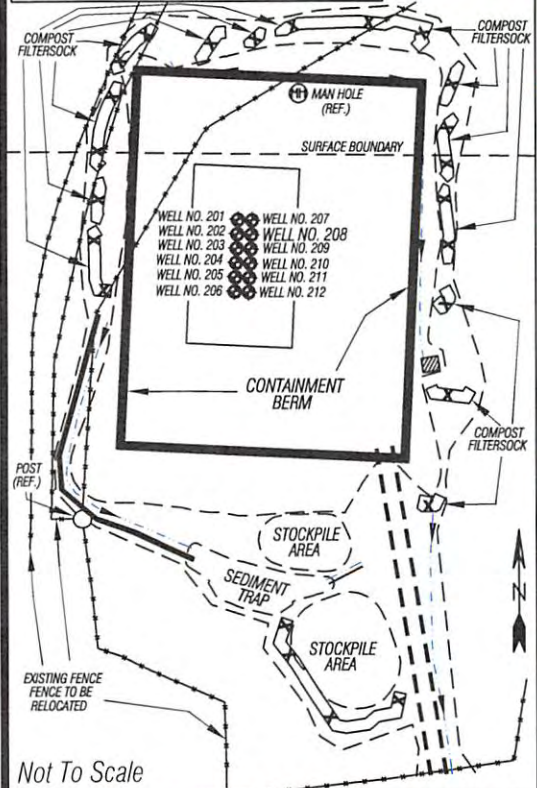 COMPOST
FILTERSOCK
COMPOST
FILTERSOCK
MAN HOLE
(REF.)
SURFACE BOUNDARY
WELL NO. 201
WELL NO. 202
WELL NO. 203
WELL NO. 204
WELL NO. 205
WELL NO. 206
WELL NO. 207
WELL NO. 208
WELL NO. 209
WELL NO. 210
WELL NO. 211
WELL NO. 212
CONTAINMENT
BERM
COMPOST
FILTERSOCK
POST
(REF.)
STOCKPILE
AREA
SEDIMENT
TRAP
STOCKPILE
AREA
N
EXISTING FENCE
FENCE TO BE
RELOCATED
Not To Scale